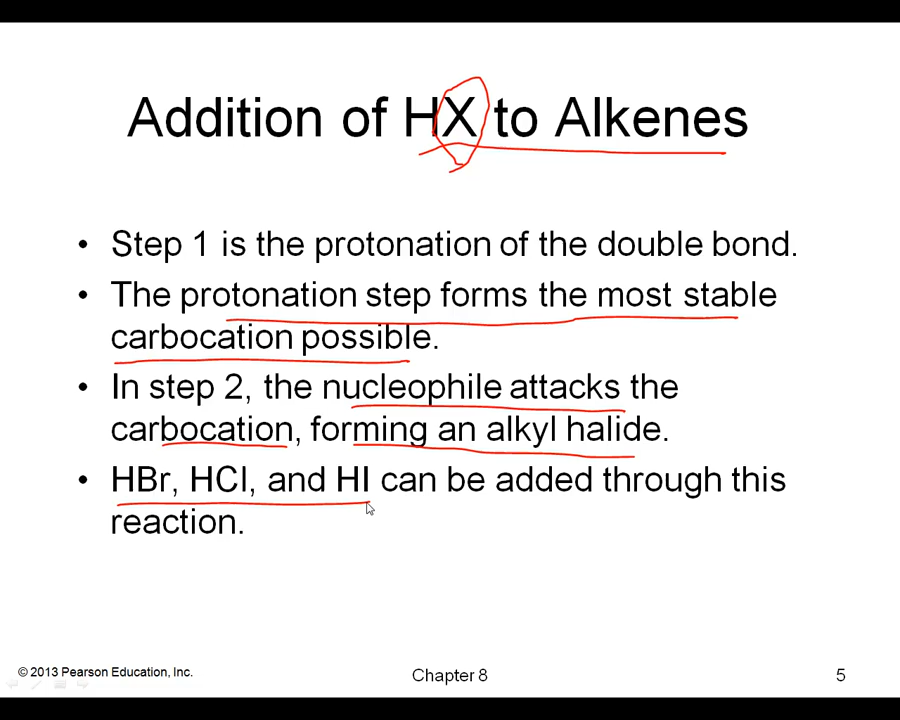 Addition of HX to Alkenes
• Step 1 is the protonation of the double bond.
• The protonation step forms the most stable
carbocation possible.
• In step 2, the nucleophile attacks the
carbocation, forming an alkyl halide.
• HBr, HCl, and HI can be added through this
reaction.
© 2013 Pearson Education, Inc.
Chapter 8
5